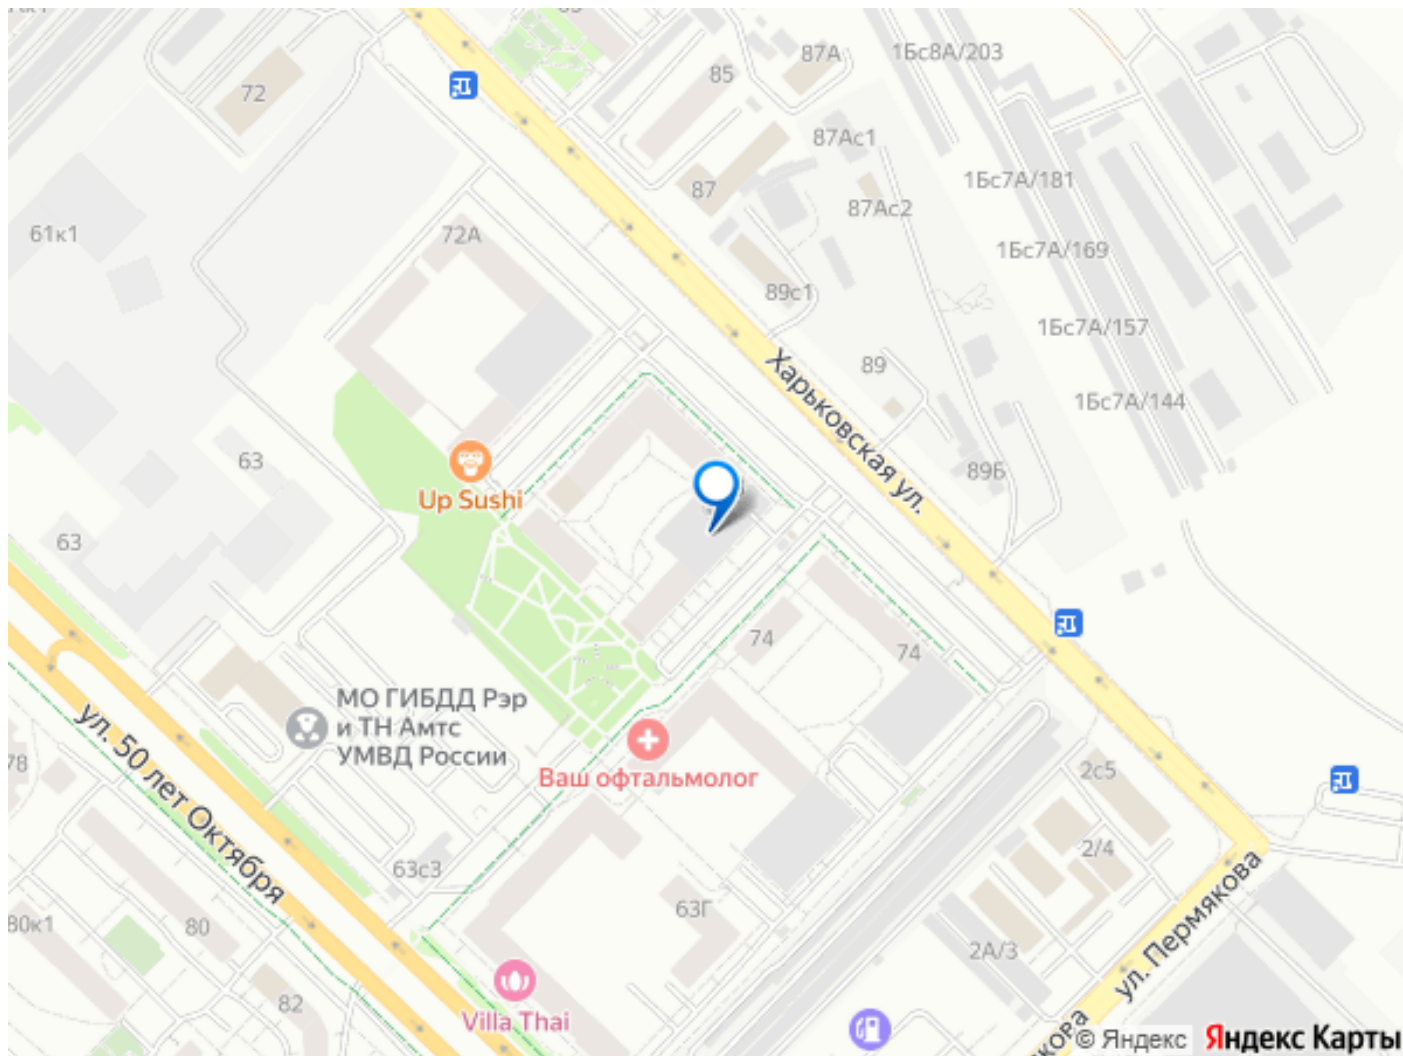 72
85
87А
1Бс8А/203
87Ас1
87
87Ас2
1Бс7А/181
61к1
72А
1Бс7А/169
89с1
1Бс7А/157
89
Харьковская ул.
1Бс7А/144
63
Up Sushi
89Б
63
74
74
МО ГИБДД Рэр
и ТН Амтс
УМВД России
Ваш офтальмолог
78
2с5
ул. 50 лет Октября
2/4
63с3
63Г
80к1
80
2А/3
ул. Пермякова
82
Villa Thai
© Яндекс
Яндекс Карты